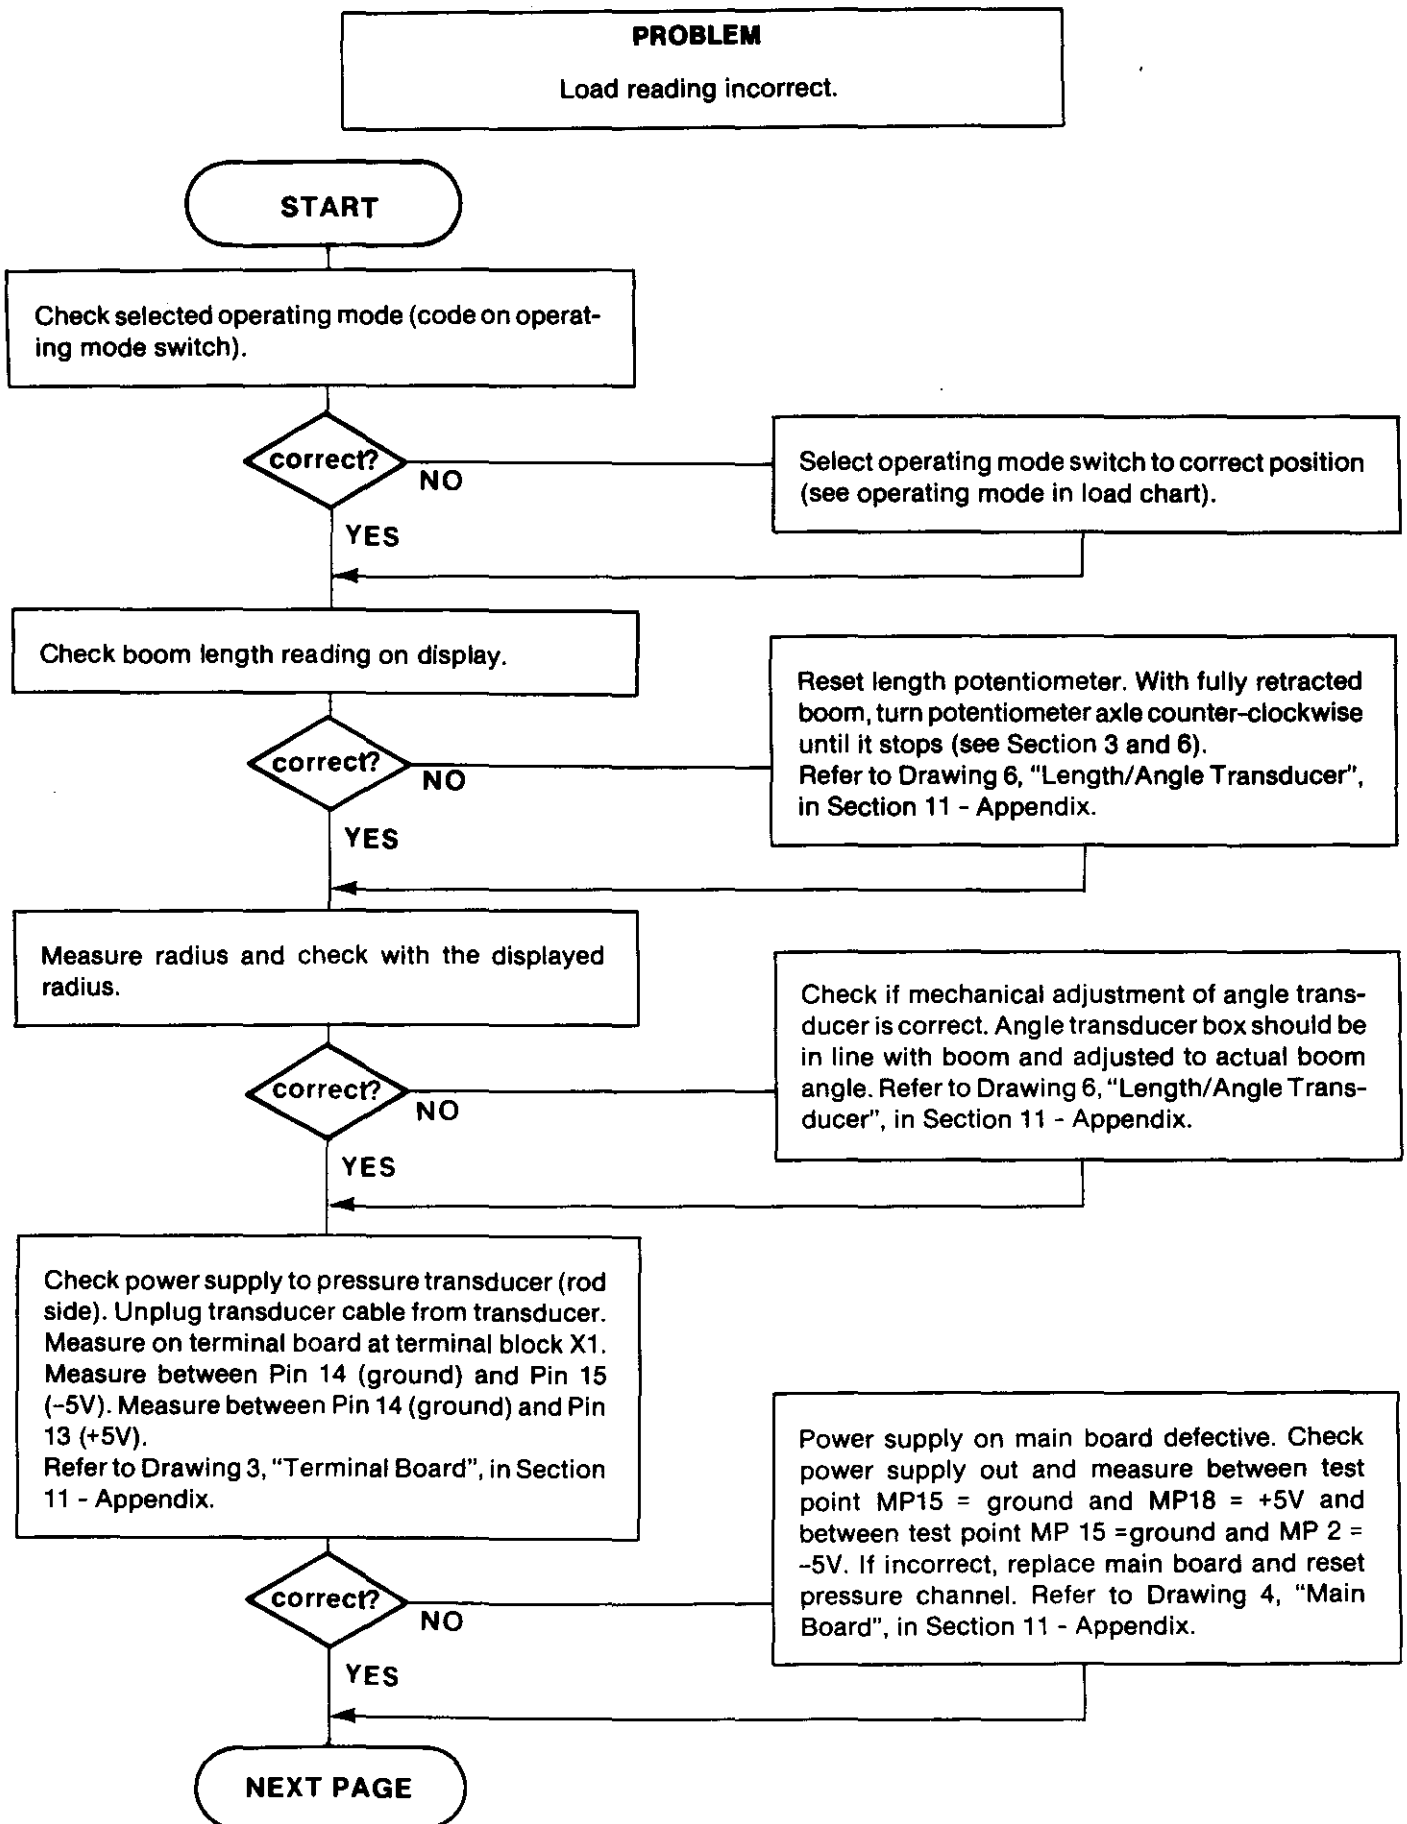 PROBLEM
Load reading incorrect.
START
Check selected operating mode (code on operat-
ing mode switch).
correct?
NO
Select operating mode switch to correct position
(see operating mode in load chart).
YES
Check boom length reading on display.
correct?
NO
Reset length potentiometer. With fully retracted
boom, turn potentiometer axle counter-clockwise
until it stops (see Section 3 and 6).
Refer to Drawing 6, "Length/Angle Transducer",
in Section 11 - Appendix.
YES
Measure radius and check with the displayed
radius.
correct?
NO
Check if mechanical adjustment of angle trans-
ducer is correct. Angle transducer box should be
in line with boom and adjusted to actual boom
angle. Refer to Drawing 6, "Length/Angle Trans-
ducer", in Section 11 - Appendix.
YES
Check power supply to pressure transducer (rod
side). Unplug transducer cable from transducer.
Measure on terminal board at terminal block X1.
Measure between Pin 14 (ground) and Pin 15
(-5V). Measure between Pin 14 (ground) and Pin
13 (+5V).
Refer to Drawing 3, "Terminal Board", in Section
11 - Appendix.
correct?
NO
Power supply on main board defective. Check
power supply out and measure between test
point MP15 = ground and MP18 = +5V and
between test point MP 15 =ground and MP 2 =
-5V. If incorrect, replace main board and reset
pressure channel. Refer to Drawing 4, "Main
Board", in Section 11 - Appendix.
YES
NEXT PAGE